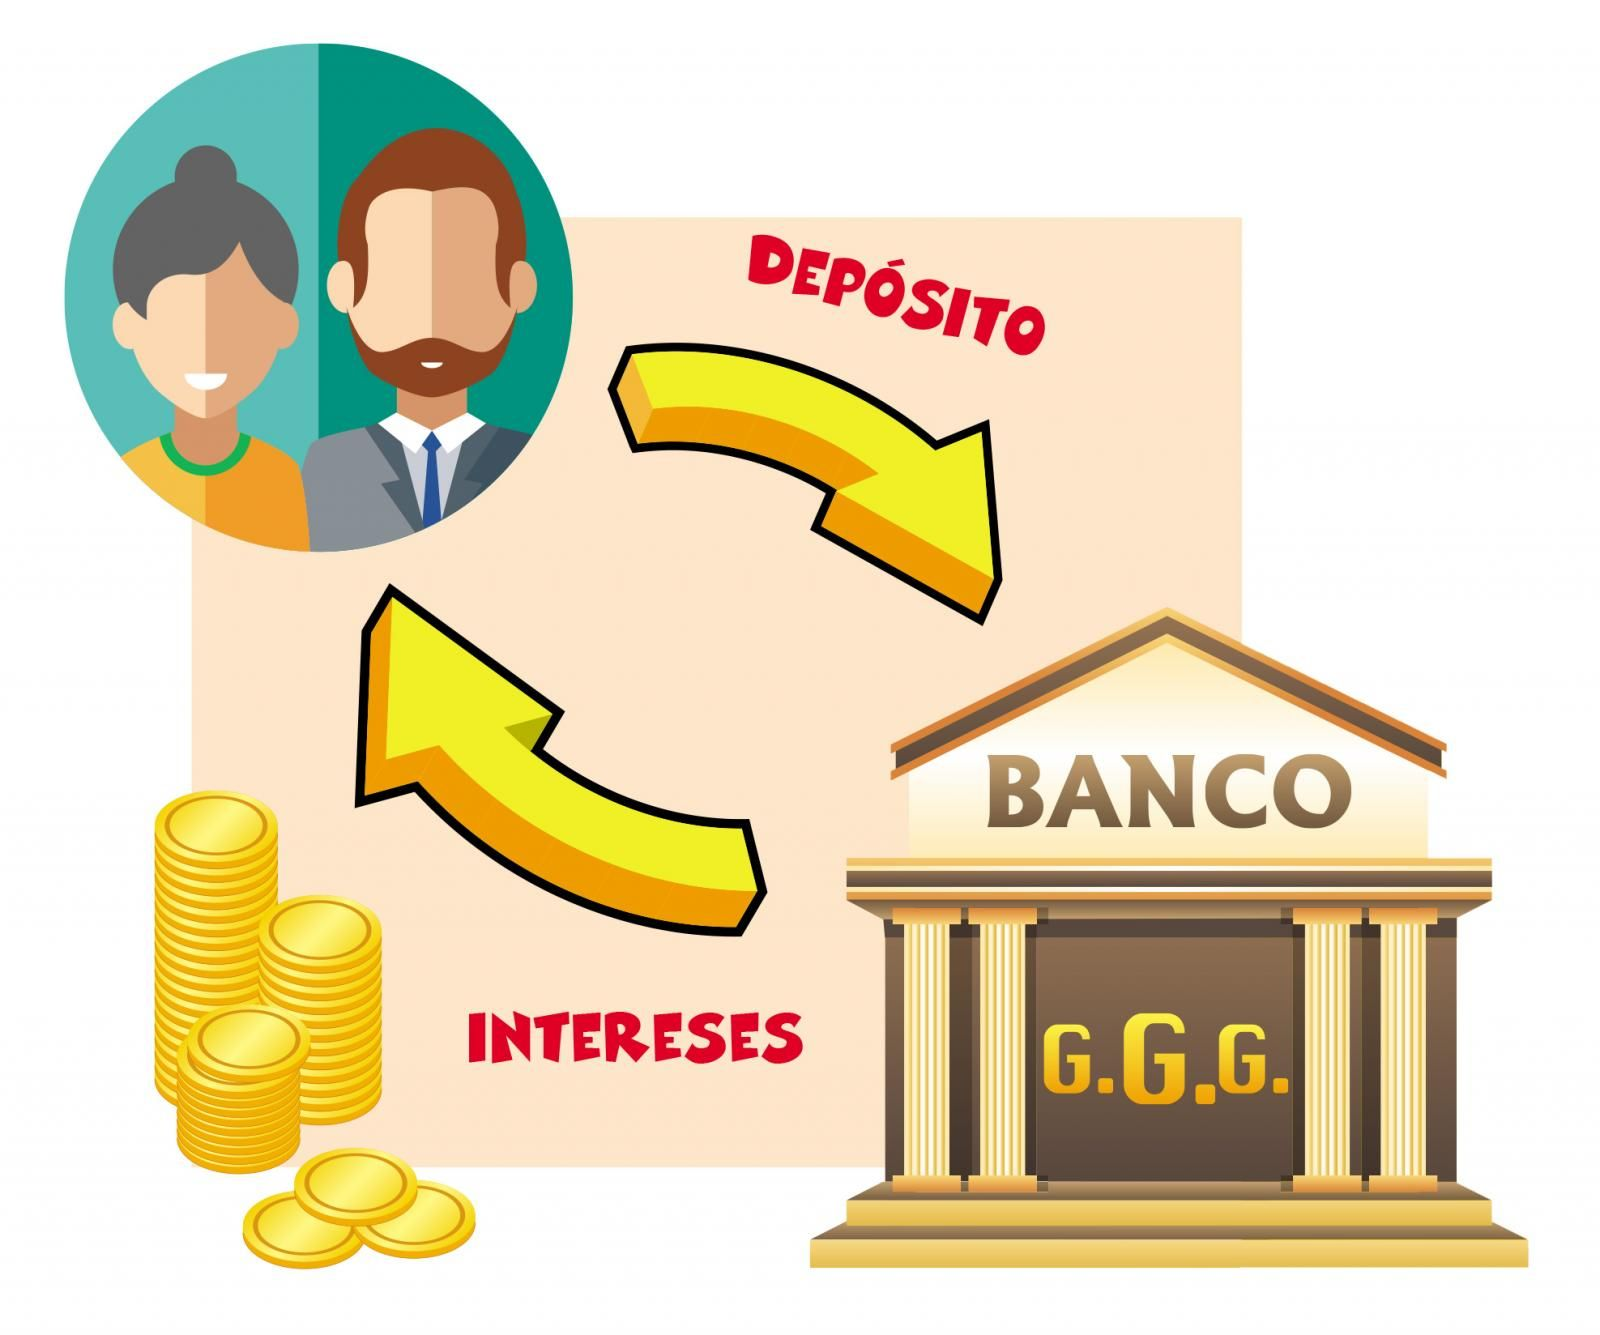 DEPÓSITO
BANCO
G.G.G.
INTERESES